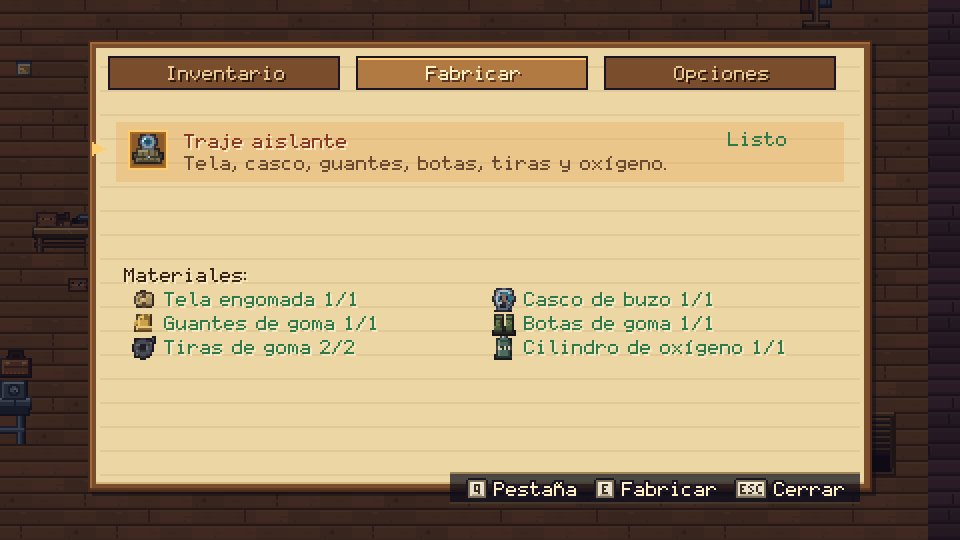 Inventario
Fabricar
Opciones
Traje aislante
Listo
Tela, casco, guantes, botas, tiras y oxígeno.
Materiales:
Tela engomada 1/1
Casco de buzo 1/1
Guantes de goma 1/1
Botas de goma 1/1
Tiras de goma 2/2
Cilindro de oxígeno 1/1
Q Pestaña E Fabricar ESC Cerrar